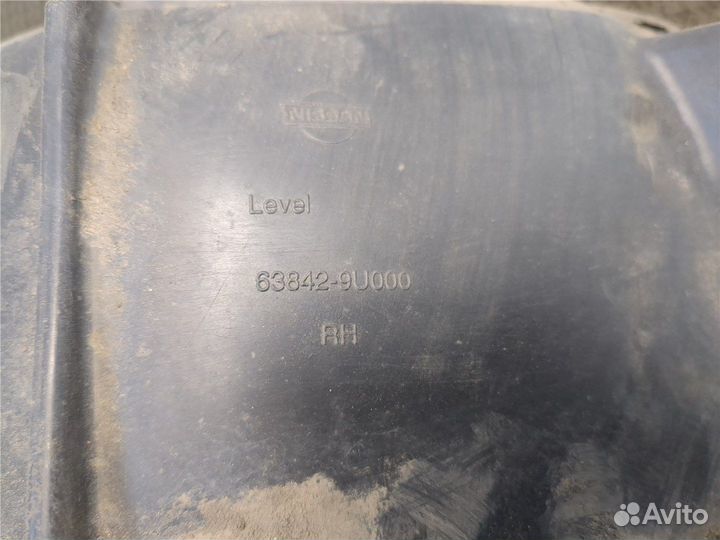 NISSAN
Level
63842-9U000
RH
Avito